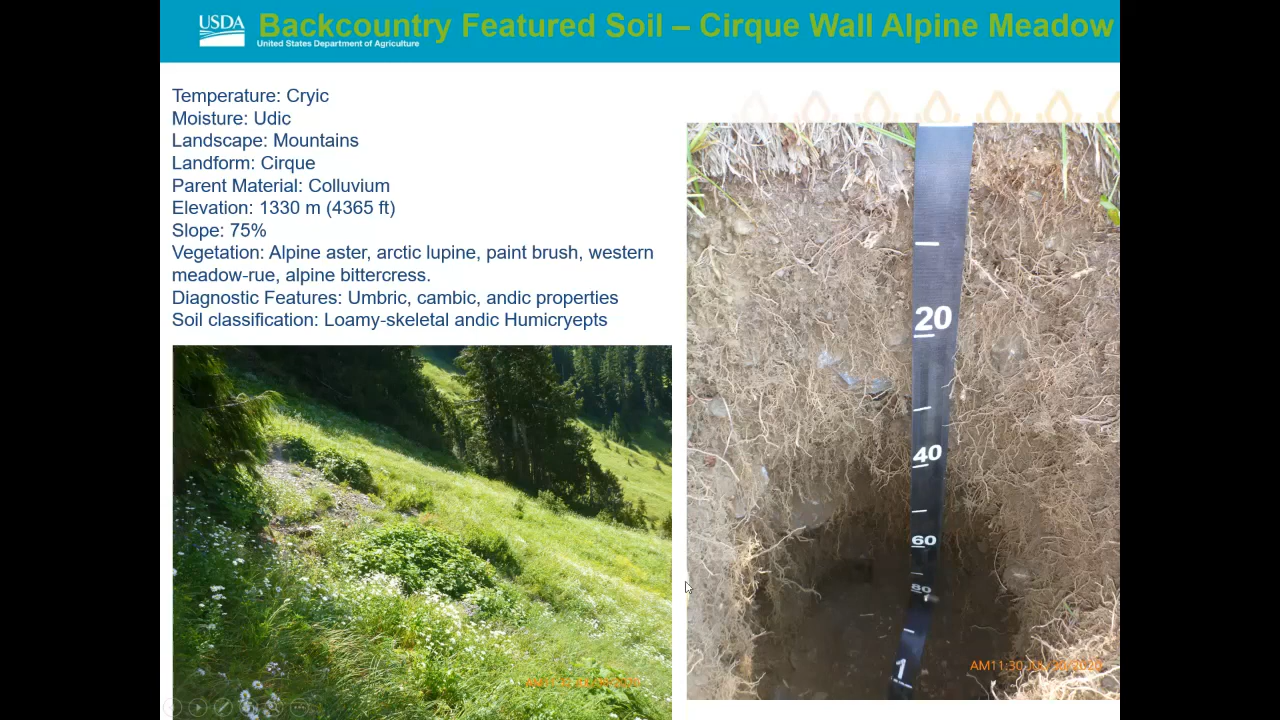 USDA
Backcountry Featured Soil – Cirque Wall Alpine Meadow
United States Department of Agriculture
Temperature: Cryic
Moisture: Udic
Landscape: Mountains
Landform: Cirque
Parent Material: Colluvium
Elevation: 1330 m (4365 ft)
Slope: 75%
Vegetation: Alpine aster, arctic lupine, paint brush, western
meadow-rue, alpine bittercress.
Diagnostic Features: Umbric, cambic, andic properties
Soil classification: Loamy-skeletal andic Humicryepts
20
40
60
80
1
AM11:30